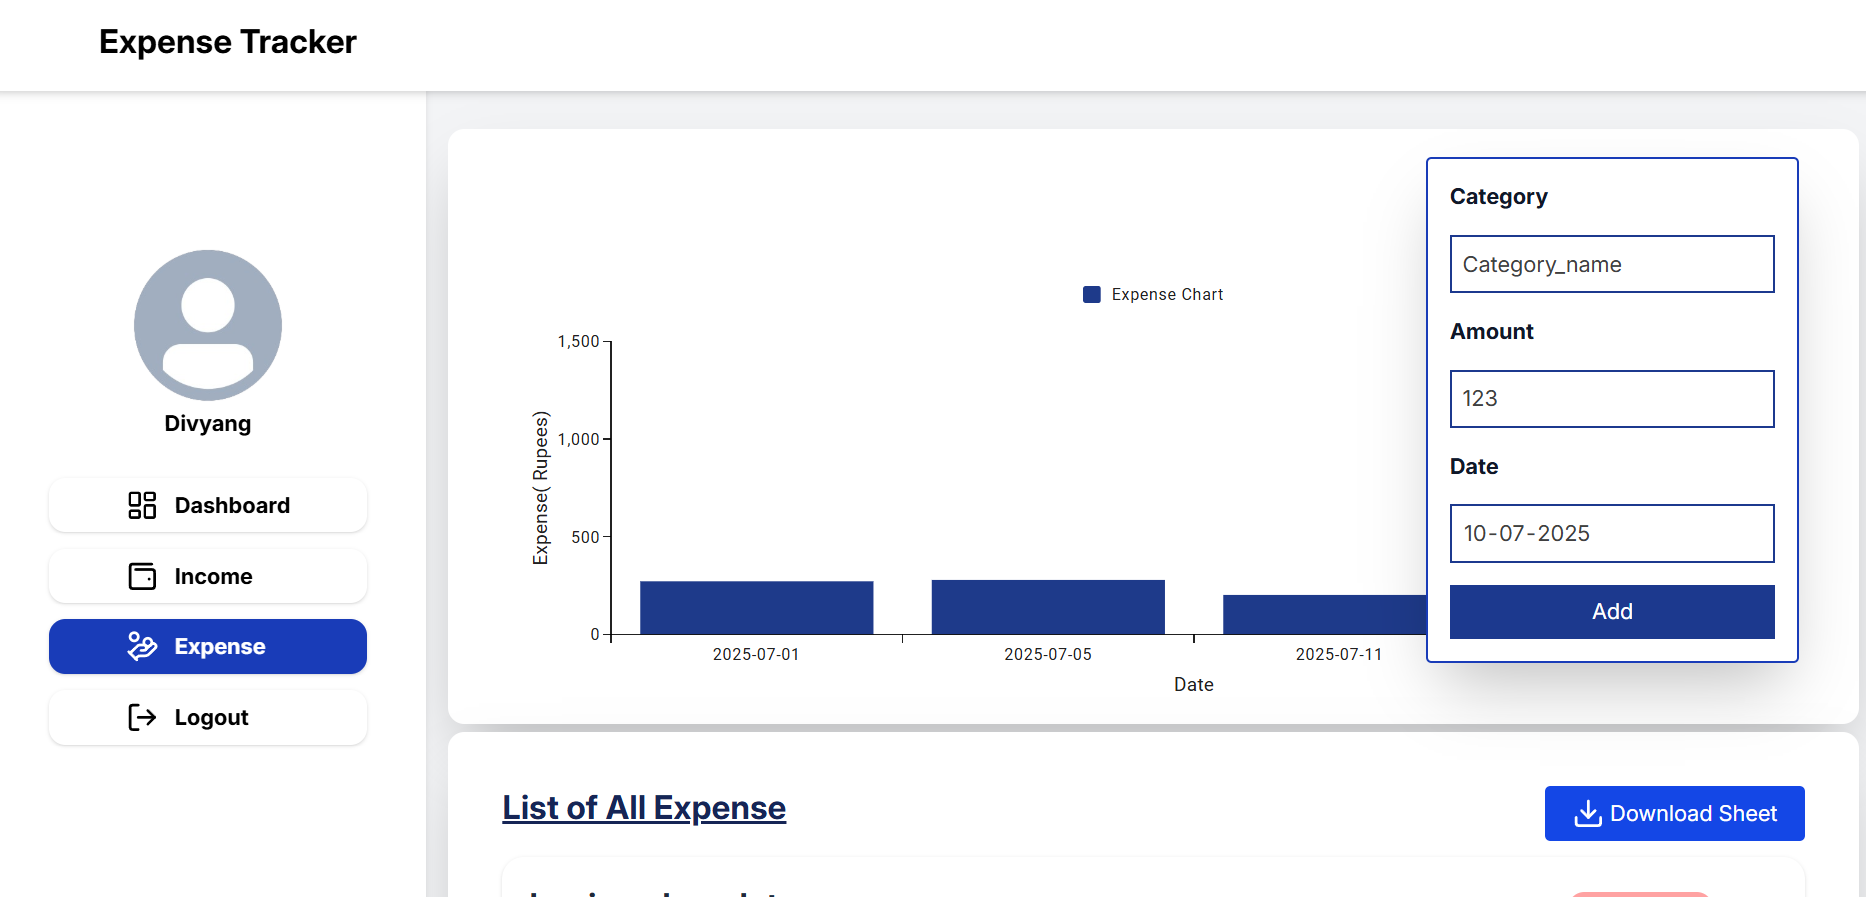 Expense Tracker
Divyang
Dashboard
Income
Expense
Logout
Expense Chart
1,500
1,000
500
0
Expense( Rupees)
2025-07-01
2025-07-05
2025-07-11
Date
Category
Category_name
Amount
123
Date
10-07-2025
Add
List of All Expense
Download Sheet